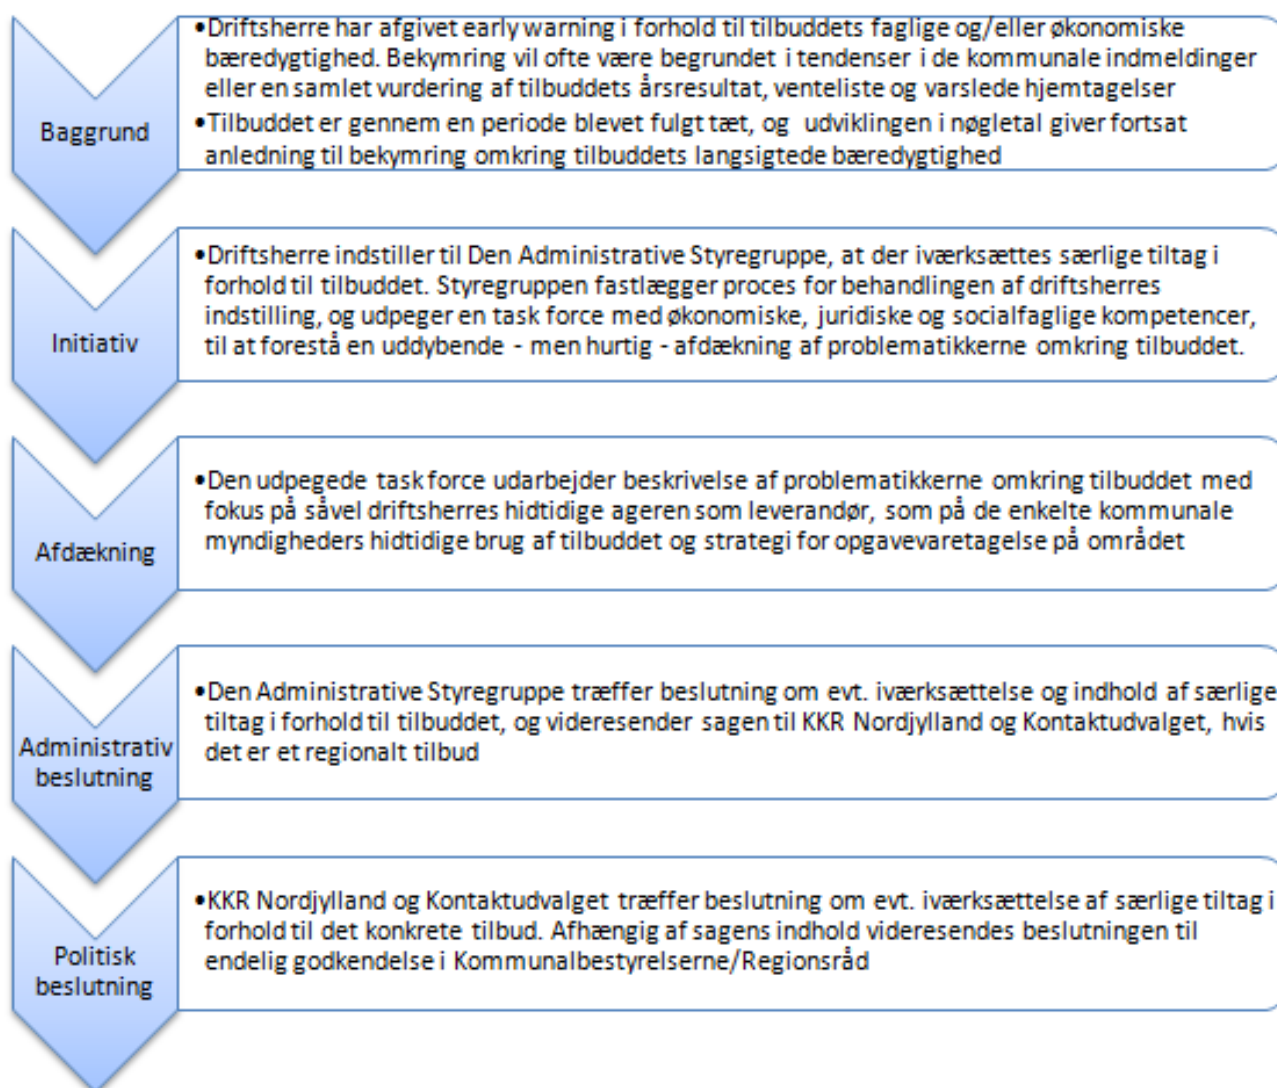 Baggrund
•Driftsherre har afgivet early warning i forhold til tilbuddets faglige og/eller økonomiske
bæredygtighed. Bekymring vil ofte være begrundet i tendenser i de kommunale indmeldinger
eller en samlet vurdering af tilbuddets årsresultat, venteliste og varslede hjemtagelser
•Tilbuddet er gennem en periode blevet fulgt tæt, og udviklingen i nøgletal giver fortsat
anledning til bekymring omkring tilbuddets langsigtede bæredygtighed
Initiativ
•Driftsherre indstiller til Den Administrative Styregruppe, at der iværksættes særlige tiltag i
forhold til tilbuddet. Styregruppen fastlægger proces for behandlingen af driftsherres
indstilling, og udpeger en task force med økonomiske, juridiske og socialfaglige kompetencer,
til at forestå en uddybende - men hurtig - afdækning af problematikkerne omkring tilbuddet.
Afdækning
•Den udpegede task force udarbejder beskrivelse af problematikkerne omkring tilbuddet med
fokus på såvel driftsherres hidtidige ageren som leverandør, som på de enkelte kommunale
myndigheders hidtidige brug af tilbuddet og strategi for opgavevaretagelse på området
Administrativ
beslutning
•Den Administrative Styregruppe træffer beslutning om evt. iværksættelse og indhold af særlige
tiltag i forhold til tilbuddet, og videresender sagen til KKR Nordjylland og Kontaktudvalget, hvis
det er et regionalt tilbud
Politisk
beslutning
•KKR Nordjylland og Kontaktudvalget træffer beslutning om evt. iværksættelse af særlige tiltag i
forhold til det konkrete tilbud. Afhængig af sagens indhold videresendes beslutningen til
endelig godkendelse i Kommunalbestyrelserne/Regionsråd